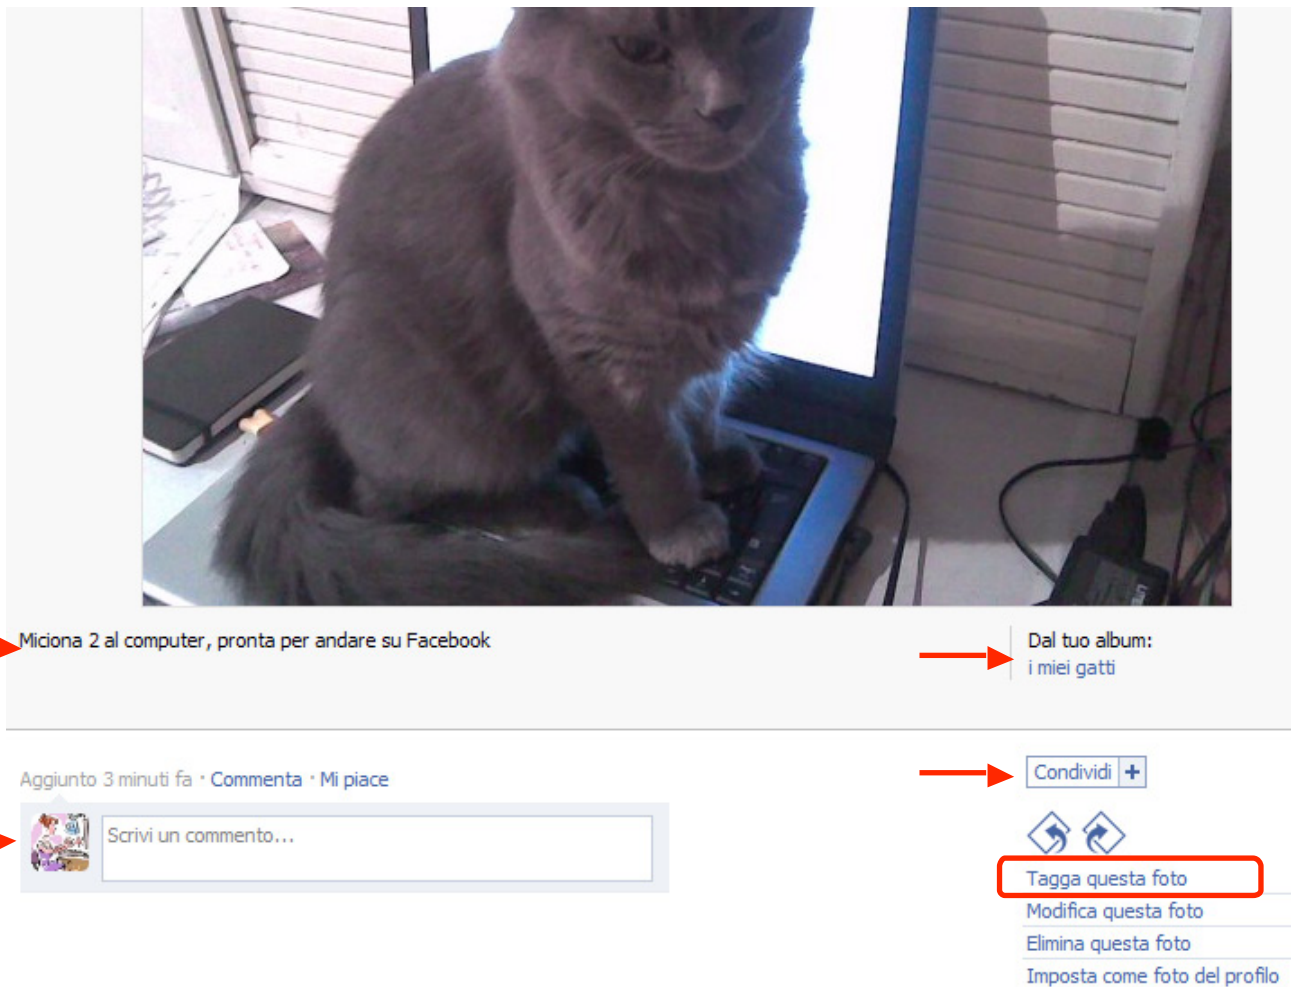 Miciona 2 al computer, pronta per andare su Facebook
Dal tuo album:
i miei gatti
Aggiunto 3 minuti fa · Commenta · Mi piace
Scrivi un commento...
Condividi +
Tagga questa foto
Modifica questa foto
Elimina questa foto
Imposta come foto del profilo